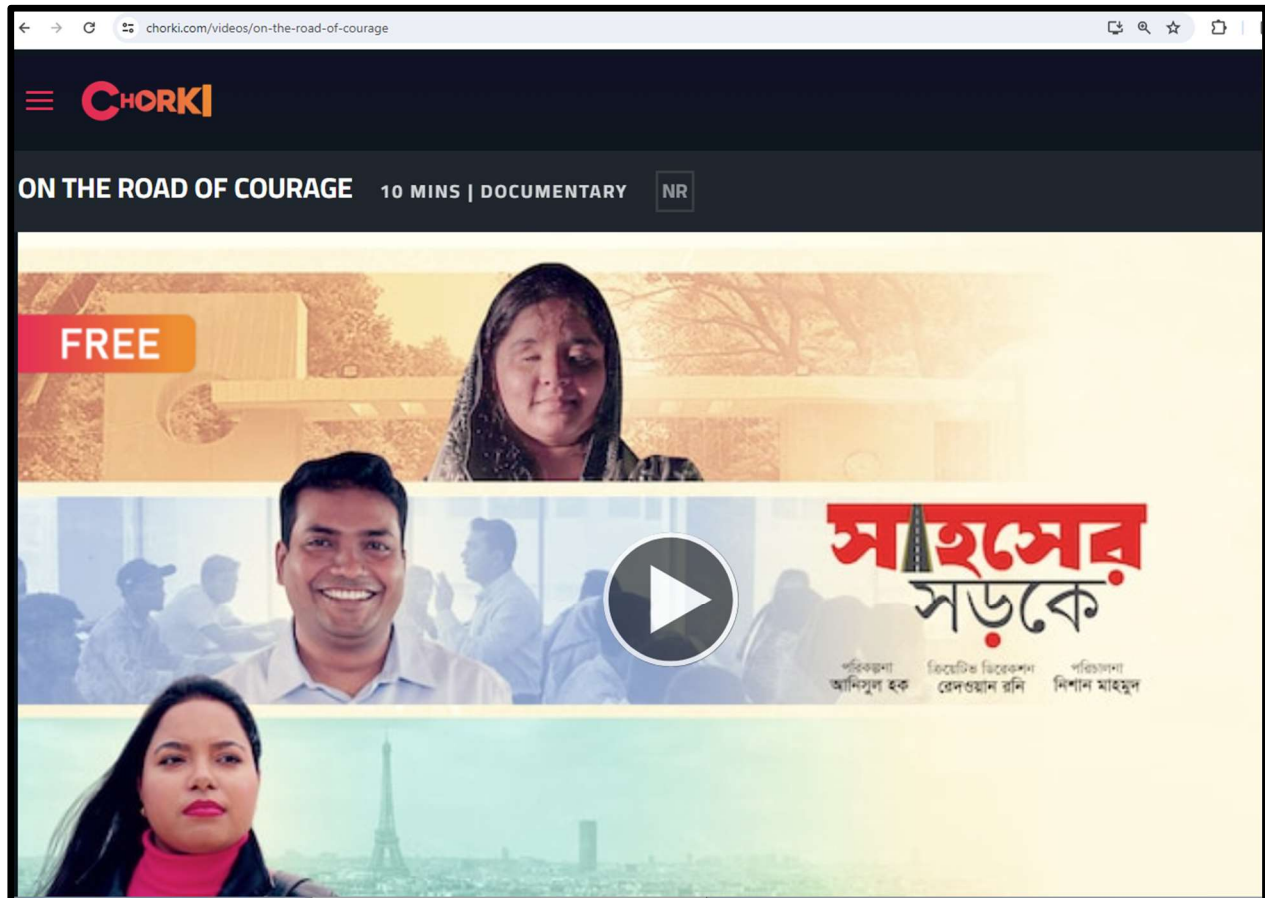 chorki.com/videos/on-the-road-of-courage
CHORKI
ON THE ROAD OF COURAGE 10 MINS | DOCUMENTARY NR
FREE
সাহসের
সড়কে
পরিকল্পনা ক্রিয়েটিভ ডিরেকশন পরিচালনা
আনিসুল হক রেদওয়ান রনি নিশান মাহমুদ